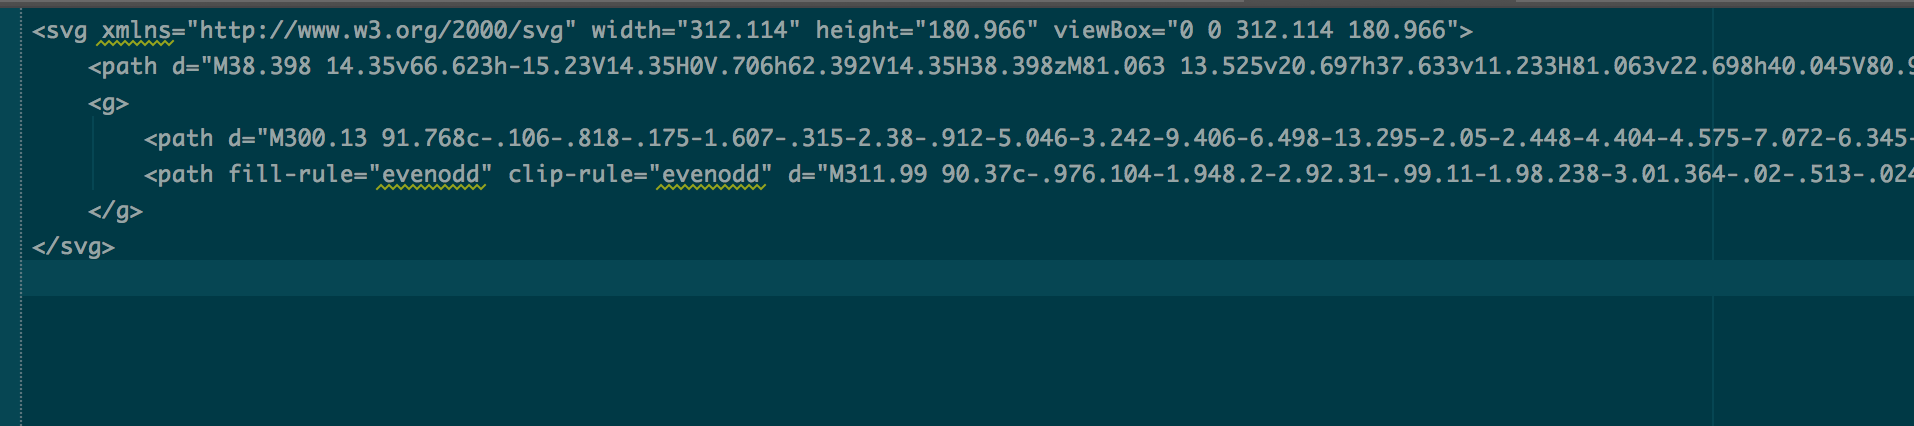 <svg xmlns="http://www.w3.org/2000/svg" width="312.114" height="180.966" viewBox="0 0 312.114 180.966">
<path d="M38.398 14.35v66.623h-15.23V14.35H0V.706h62.392V14.35H38.398zM81.063 13.525v20.697h37.633v11.233H81.063v22.698h40.045V80.9
<g>
<path d="M300.13 91.768c-.106-.818-.175-1.607-.315-2.38-.912-5.046-3.242-9.406-6.498-13.295-2.05-2.448-4.404-4.575-7.072-6.345-
<path fill-rule="evenodd" clip-rule="evenodd" d="M311.99 90.37c-.976.104-1.948.2-2.92.31-.99.11-1.98.238-3.01.364-.02-.513-.024
</g>
</svg>